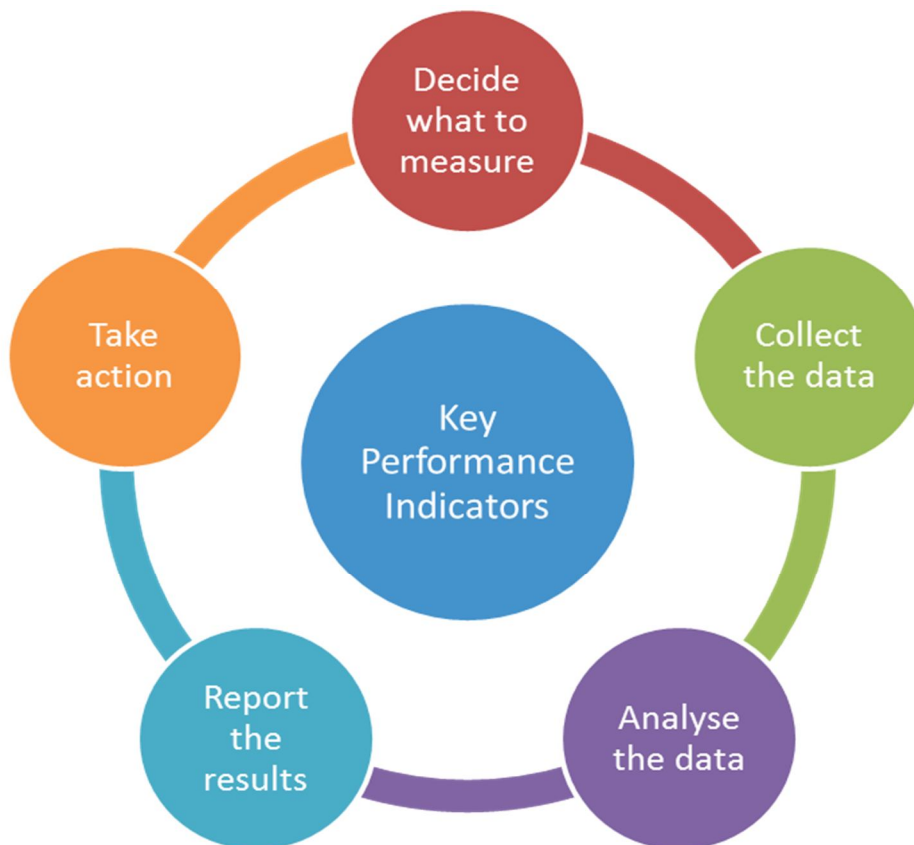 Decide
what to
measure
Collect
the data
Analyse
the data
Report
the
results
Take
action
Key
Performance
Indicators